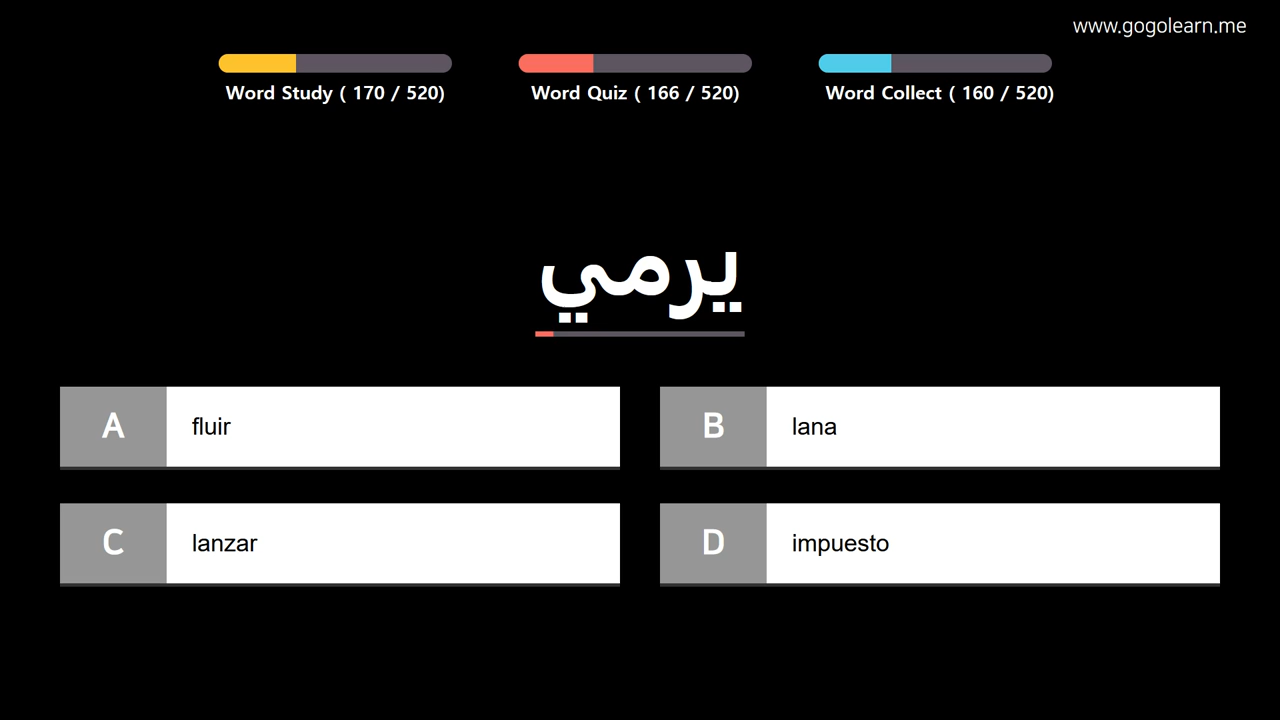 www.gogolearn.me
Word Study ( 170 / 520)
Word Quiz ( 166 / 520)
Word Collect ( 160 / 520)
يرمي
A
fluir
B
lana
C
lanzar
D
impuesto